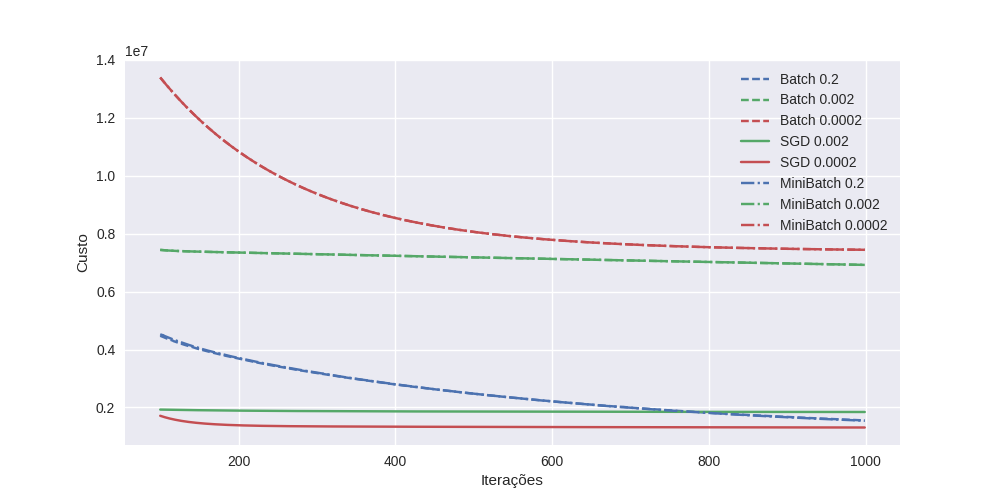 1e7
1.4
1.2
1.0
0.8
0.6
0.4
0.2
Custo
200
400
600
800
1000
Iterações
Batch 0.2
Batch 0.002
Batch 0.0002
SGD 0.002
SGD 0.0002
MiniBatch 0.2
MiniBatch 0.002
MiniBatch 0.0002